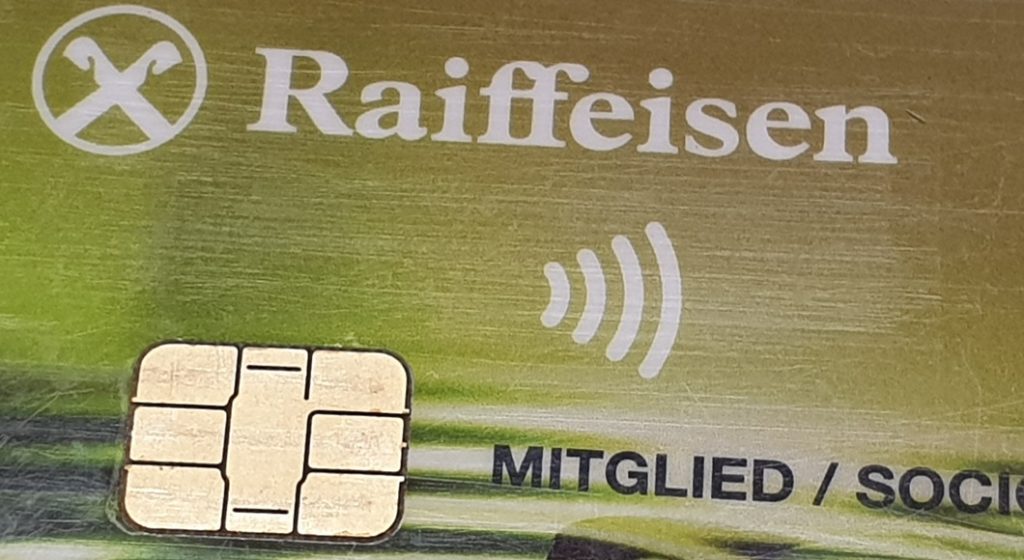 Raiffeisen
MITGLIED /